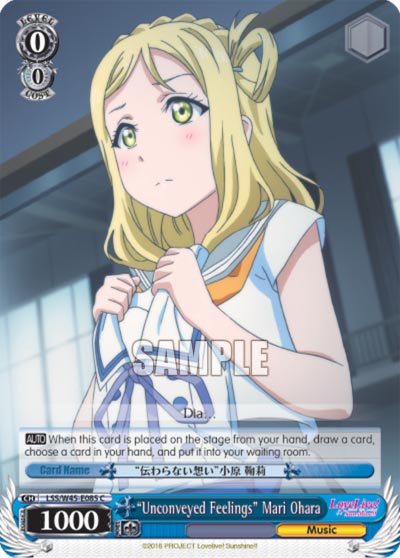 LEVEL
0
0
COST
SAMPLE
Dia...
AUTO When this card is placed on the stage from your hand, draw a card,
choose a card in your hand, and put it into your waiting room.
Card Name
“伝わらない想い”小原 鞠莉
CH LSS/W45-E085 C
“Unconveyed Feelings” Mari Ohara
LoveLive!
Sunshine!!
1000
Music
©2016 PROJECT Lovelive! Sunshine!!